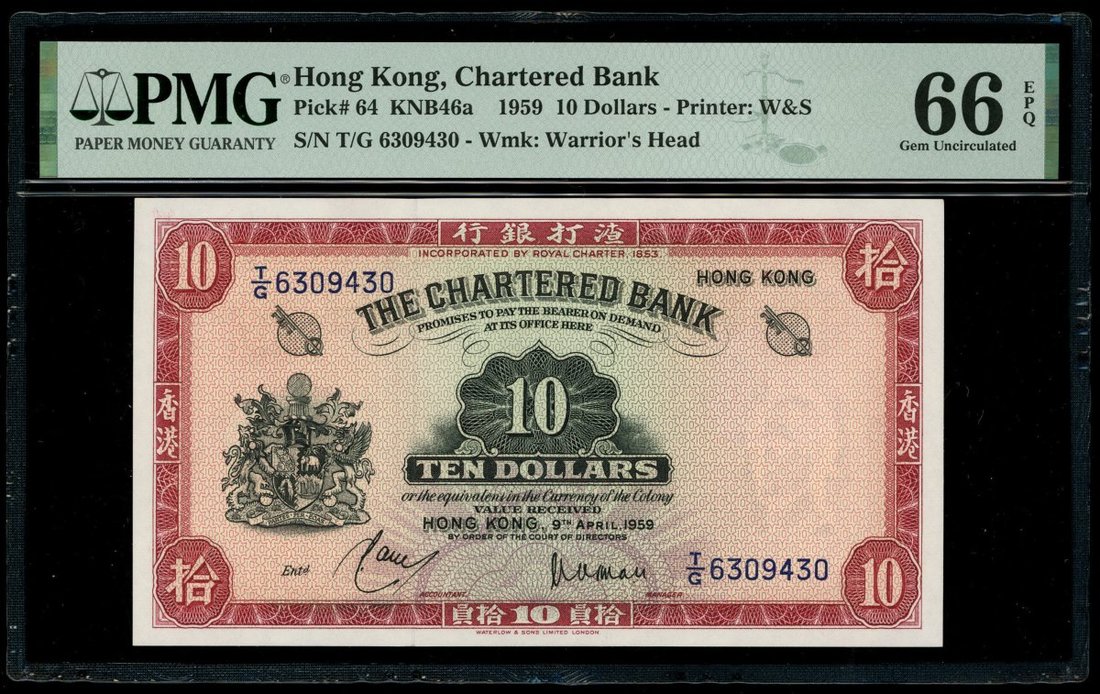 PMG®
PAPER MONEY GUARANTY
Hong Kong, Chartered Bank
Pick# 64 KNB46a 1959 10 Dollars - Printer: W&S
S/N T/G 6309430 - Wmk: Warrior's Head
66 EPQ
Gem Uncirculated
行銀打渣
INCORPORATED BY ROYAL CHARTER, 1853.
10
拾
T/G 6309430
HONG KONG
THE CHARTERED BANK
PROMISES TO PAY THE BEARER ON DEMAND
AT ITS OFFICE HERE
10
香港
香港
TEN DOLLARS
or the equivalent in the Currency of the Colony
VALUE RECEIVED
HONG KONG, 9TH APRIL, 1959
BY ORDER OF THE COURT OF DIRECTORS
Entd
T/G 6309430
ACCOUNTANT.
MANAGER
拾
10
員拾 10 員拾
WATERLOW & SONS LIMITED LONDON